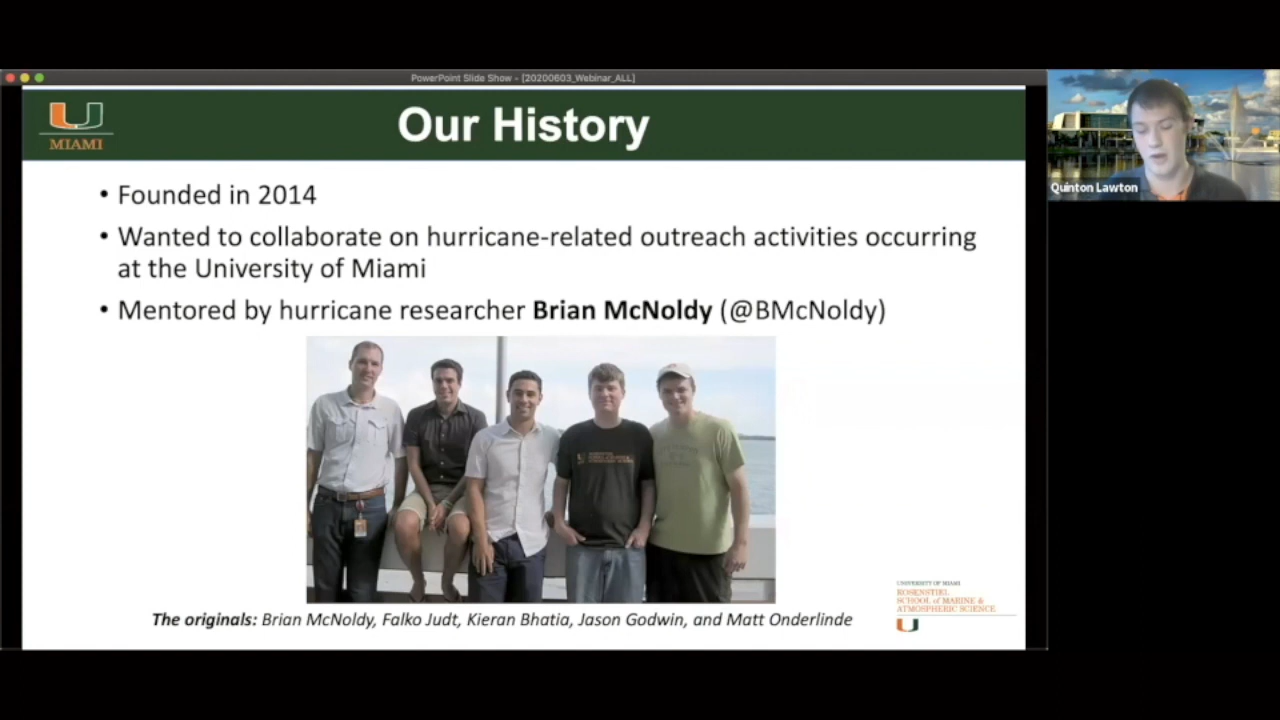 PowerPoint Slide Show - [20200603_Webinar_ALL]
MIAMI
Our History
• Founded in 2014
• Wanted to collaborate on hurricane-related outreach activities occurring
at the University of Miami
• Mentored by hurricane researcher Brian McNoldy (@BMcNoldy)
The originals: Brian McNoldy, Falko Judt, Kieran Bhatia, Jason Godwin, and Matt Onderlinde
UNIVERSITY OF MIAMI
ROSENSTIEL
SCHOOL of MARINE &
ATMOSPHERIC SCIENCE
Quinton Lawton